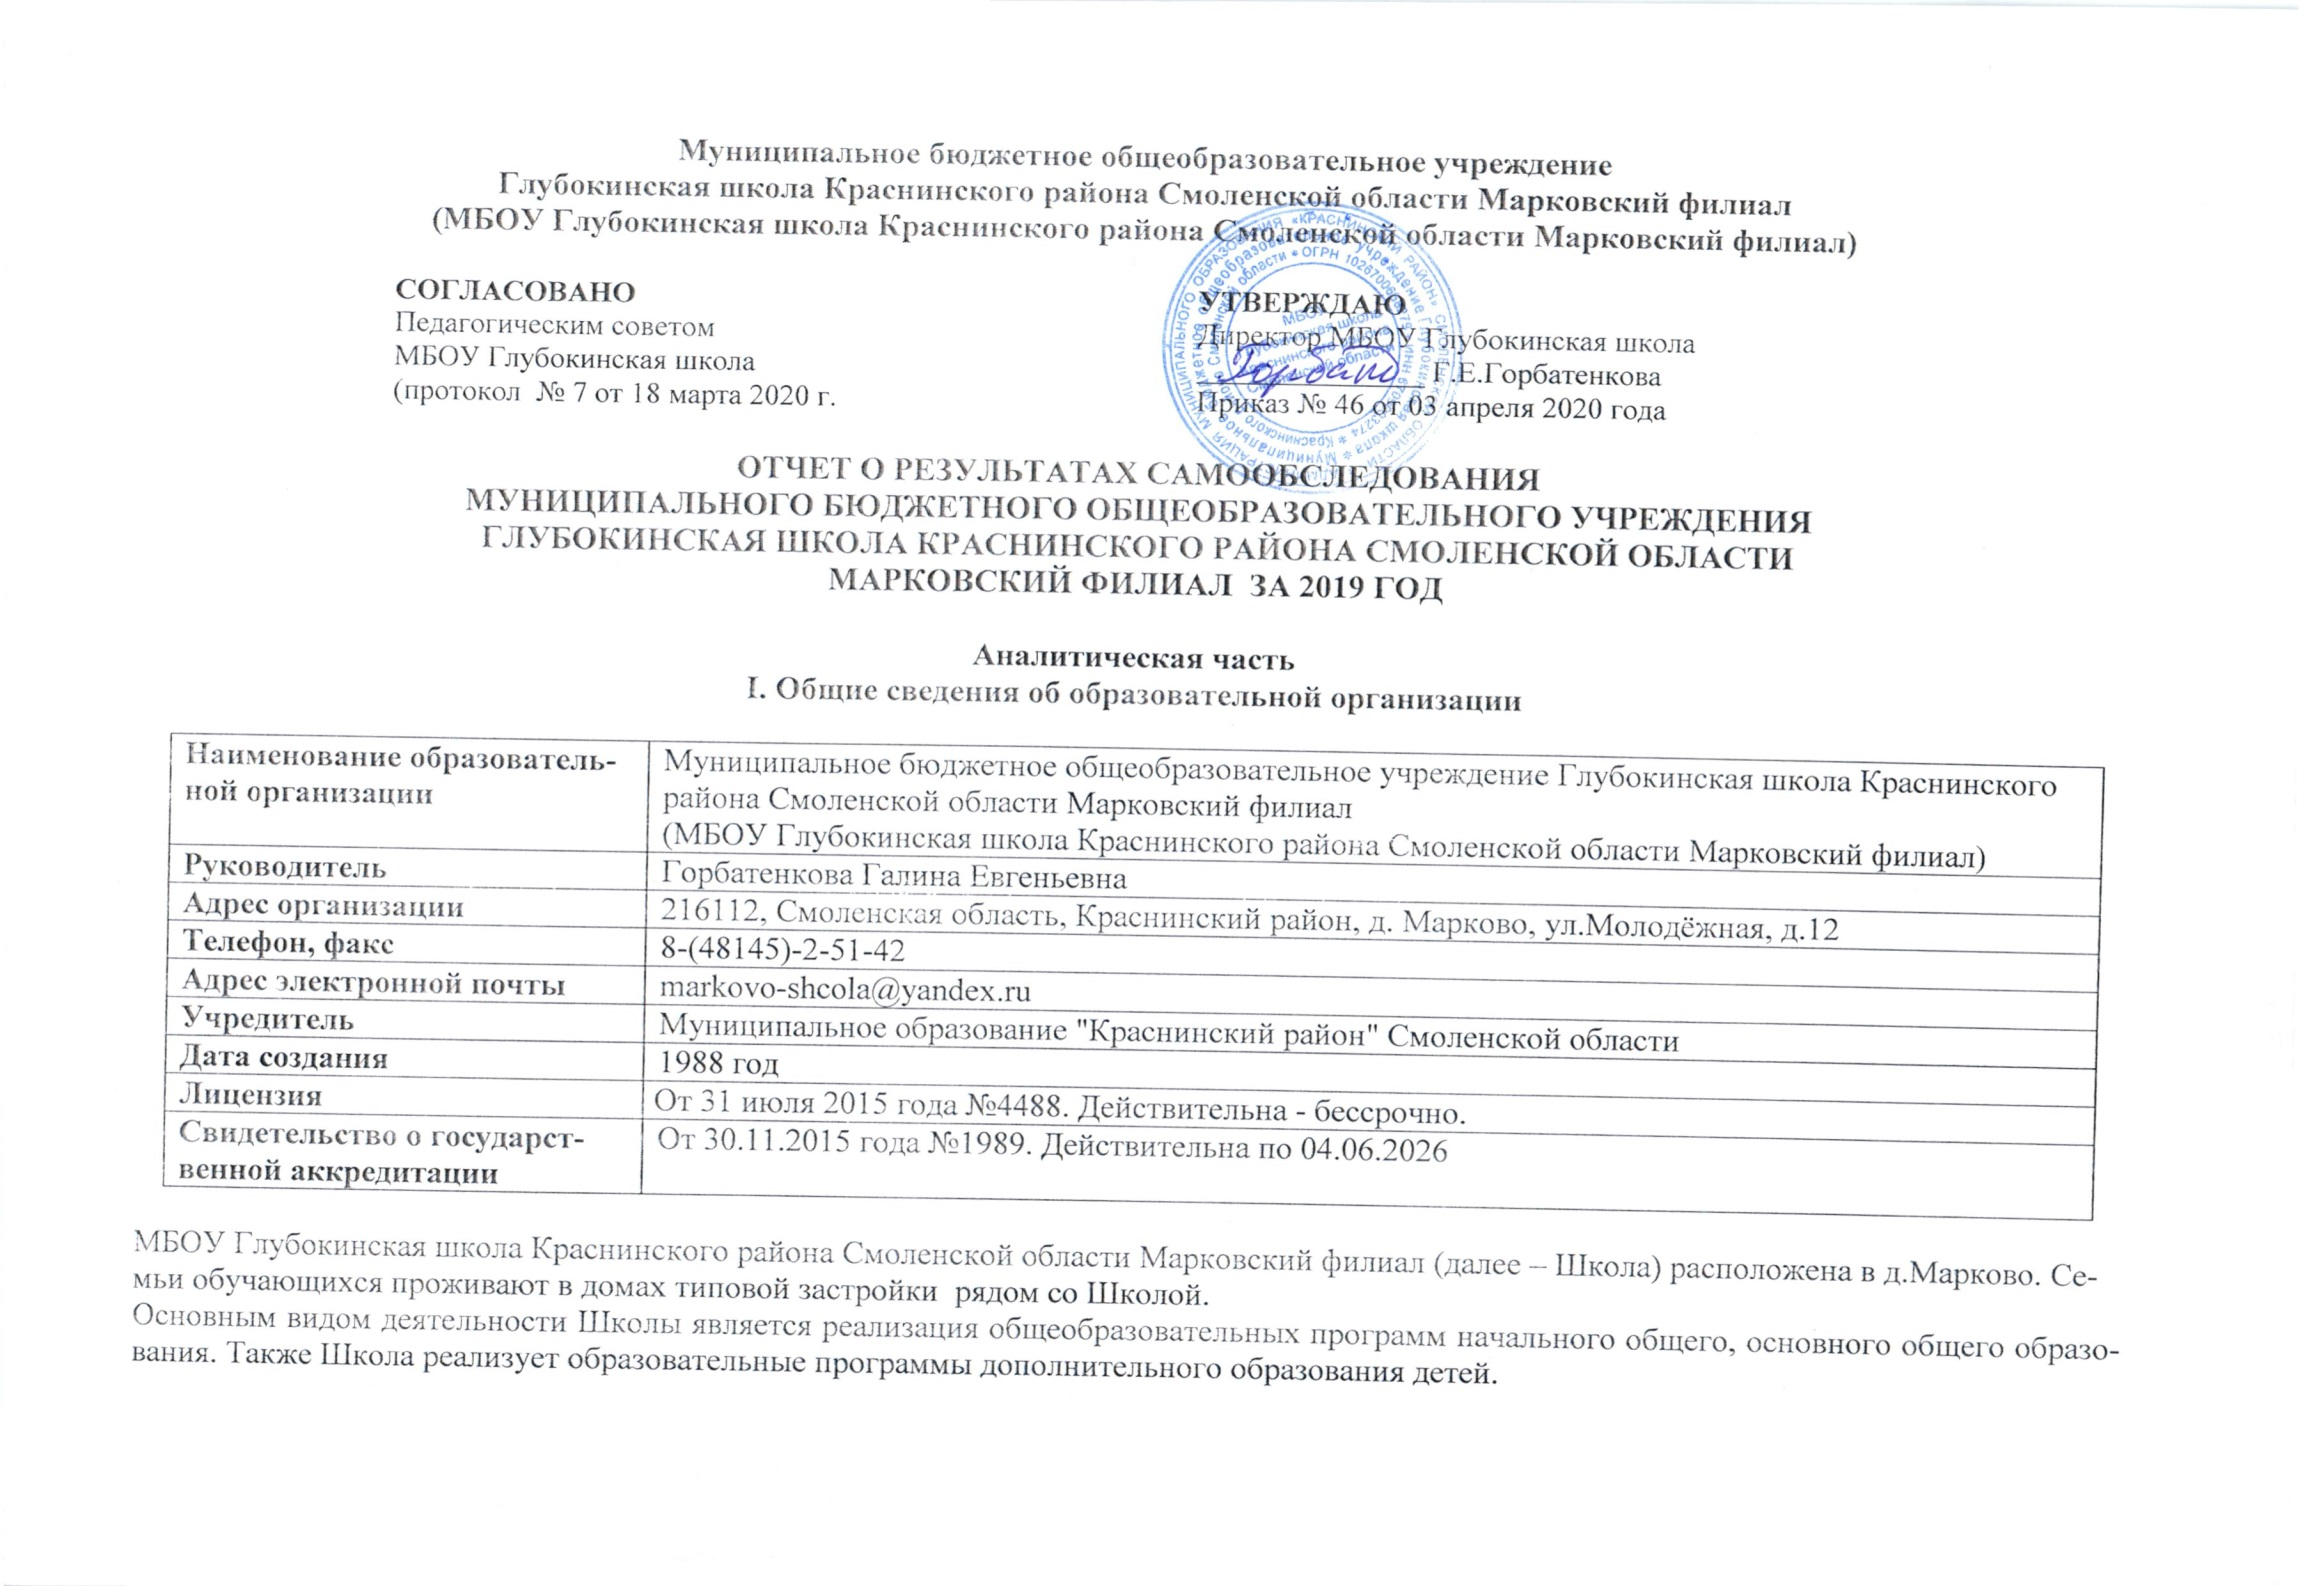 Муниципальное бюджетное общеобразовательное учреждение
Глубокинская школа Краснинского района Смоленской области Марковский филиал
(МБОУ Глубокинская школа Краснинского района Смоленской области Марковский филиал)
СОГЛАСОВАНО
Педагогическим советом
МБОУ Глубокинская школа
(протокол № 7 от 18 марта 2020 г.
УТВЕРЖДАЮ
Директор МБОУ Глубокинская школа
Г.Е.Горбатенкова
Приказ № 46 от 03 апреля 2020 года
ОТЧЕТ О РЕЗУЛЬТАТАХ САМООБСЛЕДОВАНИЯ
МУНИЦИПАЛЬНОГО БЮДЖЕТНОГО ОБЩЕОБРАЗОВАТЕЛЬНОГО УЧРЕЖДЕНИЯ
ГЛУБОКИНСКАЯ ШКОЛА КРАСНИНСКОГО РАЙОНА СМОЛЕНСКОЙ ОБЛАСТИ
МАРКОВСКИЙ ФИЛИАЛ ЗА 2019 ГОД
Аналитическая часть
I. Общие сведения об образовательной организации
Наименование образователь-
ной организации
Муниципальное бюджетное общеобразовательное учреждение Глубокинская школа Краснинского
района Смоленской области Марковский филиал
(МБОУ Глубокинская школа Краснинского района Смоленской области Марковский филиал)
Руководитель
Горбатенкова Галина Евгеньевна
Адрес организации
216112, Смоленская область, Краснинский район, д. Марково, ул.Молодёжная, д.12
Телефон, факс
8-(48145)-2-51-42
Адрес электронной почты
markovo-shcola@yandex.ru
Учредитель
Муниципальное образование "Краснинский район" Смоленской области
Дата создания
1988 год
Лицензия
От 31 июля 2015 года №4488. Действительна - бессрочно.
Свидетельство о государст-
венной аккредитации
От 30.11.2015 года №1989. Действительна по 04.06.2026
МБОУ Глубокинская школа Краснинского района Смоленской области Марковский филиал (далее – Школа) расположена в д.Марково. Се-
мьи обучающихся проживают в домах типовой застройки рядом со Школой.
Основным видом деятельности Школы является реализация общеобразовательных программ начального общего, основного общего образо-
вания. Также Школа реализует образовательные программы дополнительного образования детей.